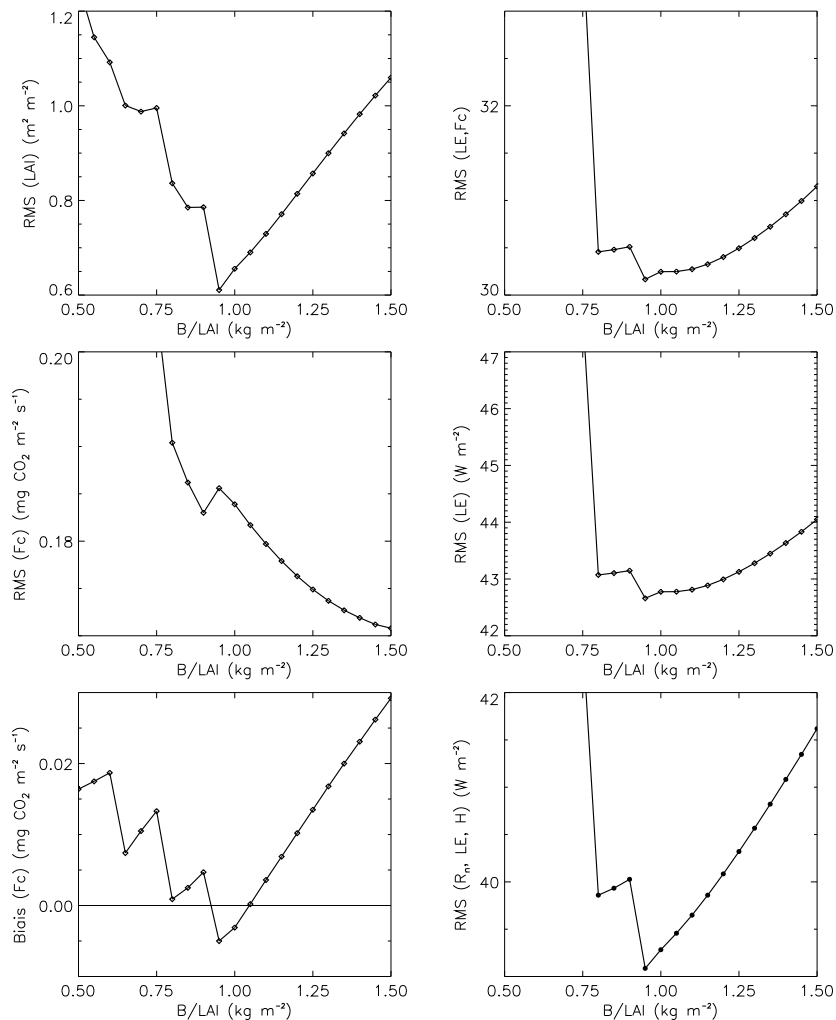 1.2
1.0
0.8
0.6
RMS (LAI) (m² m⁻²)
0.50 0.75 1.00 1.25 1.50
B/LAI (kg m⁻²)
32
30
RMS (LE,Fc)
0.50 0.75 1.00 1.25 1.50
B/LAI (kg m⁻²)
0.20
0.18
RMS (Fc) (mg CO₂ m⁻² s⁻¹)
0.50 0.75 1.00 1.25 1.50
B/LAI (kg m⁻²)
47
46
45
44
43
42
RMS (LE) (W m⁻²)
0.50 0.75 1.00 1.25 1.50
B/LAI (kg m⁻²)
0.02
0.00
Biais (Fc) (mg CO₂ m⁻² s⁻¹)
0.50 0.75 1.00 1.25 1.50
B/LAI (kg m⁻²)
42
40
RMS (Rₙ, LE, H) (W m⁻²)
0.50 0.75 1.00 1.25 1.50
B/LAI (kg m⁻²)